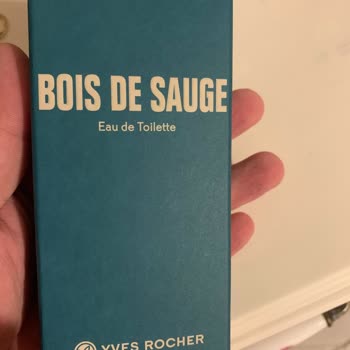 BOIS DE SAUGE
Eau de Toilette
YVES ROCHER